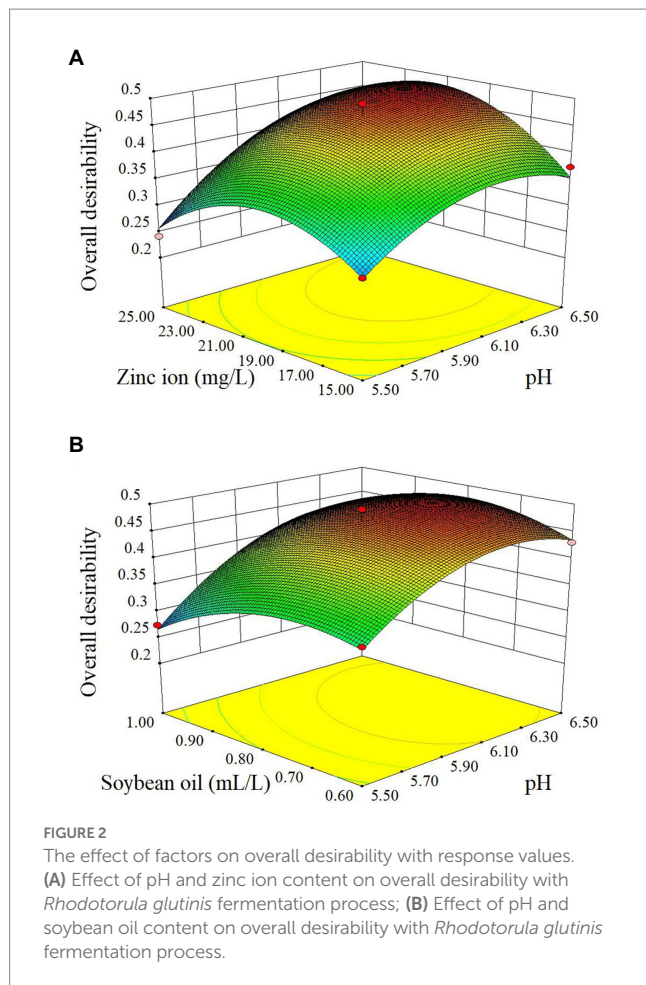 A
0.5
0.45
0.4
0.35
0.3
0.25
0.2
Overall desirability
25.00
23.00
21.00
19.00
17.00
15.00
Zinc ion (mg/L)
5.50
5.70
5.90
6.10
6.30
6.50
pH
B
0.5
0.45
0.4
0.35
0.3
0.25
0.2
Overall desirability
1.00
0.90
0.80
0.70
0.60
Soybean oil (mL/L)
5.50
5.70
5.90
6.10
6.30
6.50
pH
FIGURE 2
The effect of factors on overall desirability with response values.
(A) Effect of pH and zinc ion content on overall desirability with
Rhodotorula glutinis fermentation process; (B) Effect of pH and
soybean oil content on overall desirability with Rhodotorula glutinis
fermentation process.